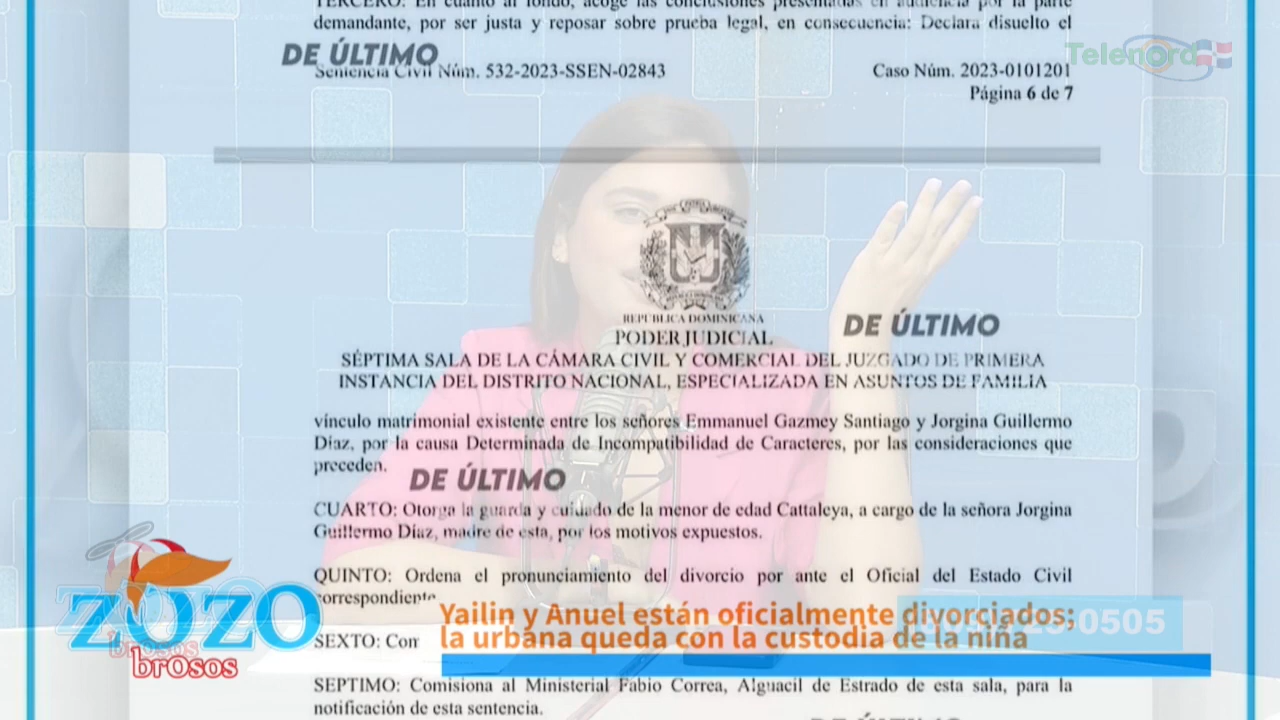 TERCERO: En cuanto al fondo, acoge las conclusiones presentadas en audiencia por la parte
demandante, por ser justa y reposar sobre prueba legal, en consecuencia: Declara disuelto el
DE ÚLTIMO
Telenord
Sentencia Civil Núm. 532-2023-SSEN-02843
Caso Núm. 2023-0101201
Página 6 de 7
REPÚBLICA DOMINICANA
PODER JUDICIAL
DE ÚLTIMO
SÉPTIMA SALA DE LA CÁMARA CIVIL Y COMERCIAL DEL JUZGADO DE PRIMERA
INSTANCIA DEL DISTRITO NACIONAL, ESPECIALIZADA EN ASUNTOS DE FAMILIA
vínculo matrimonial existente entre los señores Emmanuel Gazmey Santiago y Jorgina Guillermo
Díaz, por la causa Determinada de Incompatibilidad de Caracteres, por las consideraciones que
preceden.
DE ÚLTIMO
CUARTO: Otorga la guarda y cuidado de la menor de edad Cattaleya, a cargo de la señora Jorgina
Guillermo Díaz, madre de esta, por los motivos expuestos.
QUINTO: Ordena el pronunciamiento del divorcio por ante el Oficial del Estado Civil
correspondiente
zozo
brosos
brosos
Yailin y Anuel están oficialmente divorciados;
la urbana queda con la custodia de la niña
0505
SEXTO: Com
SEPTIMO: Comisiona al Ministerial Fabio Correa, Alguacil de Estrado de esta sala, para la
notificación de esta sentencia.